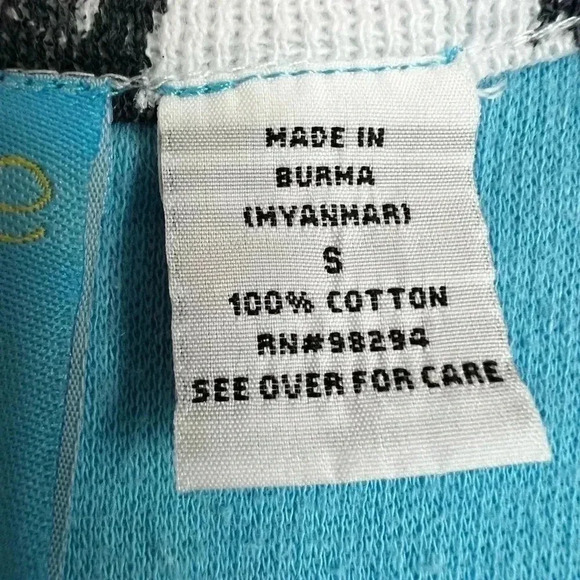 MADE IN
BURMA
(MYANMAR)
S
100% COTTON
RN#98294
SEE OVER FOR CARE